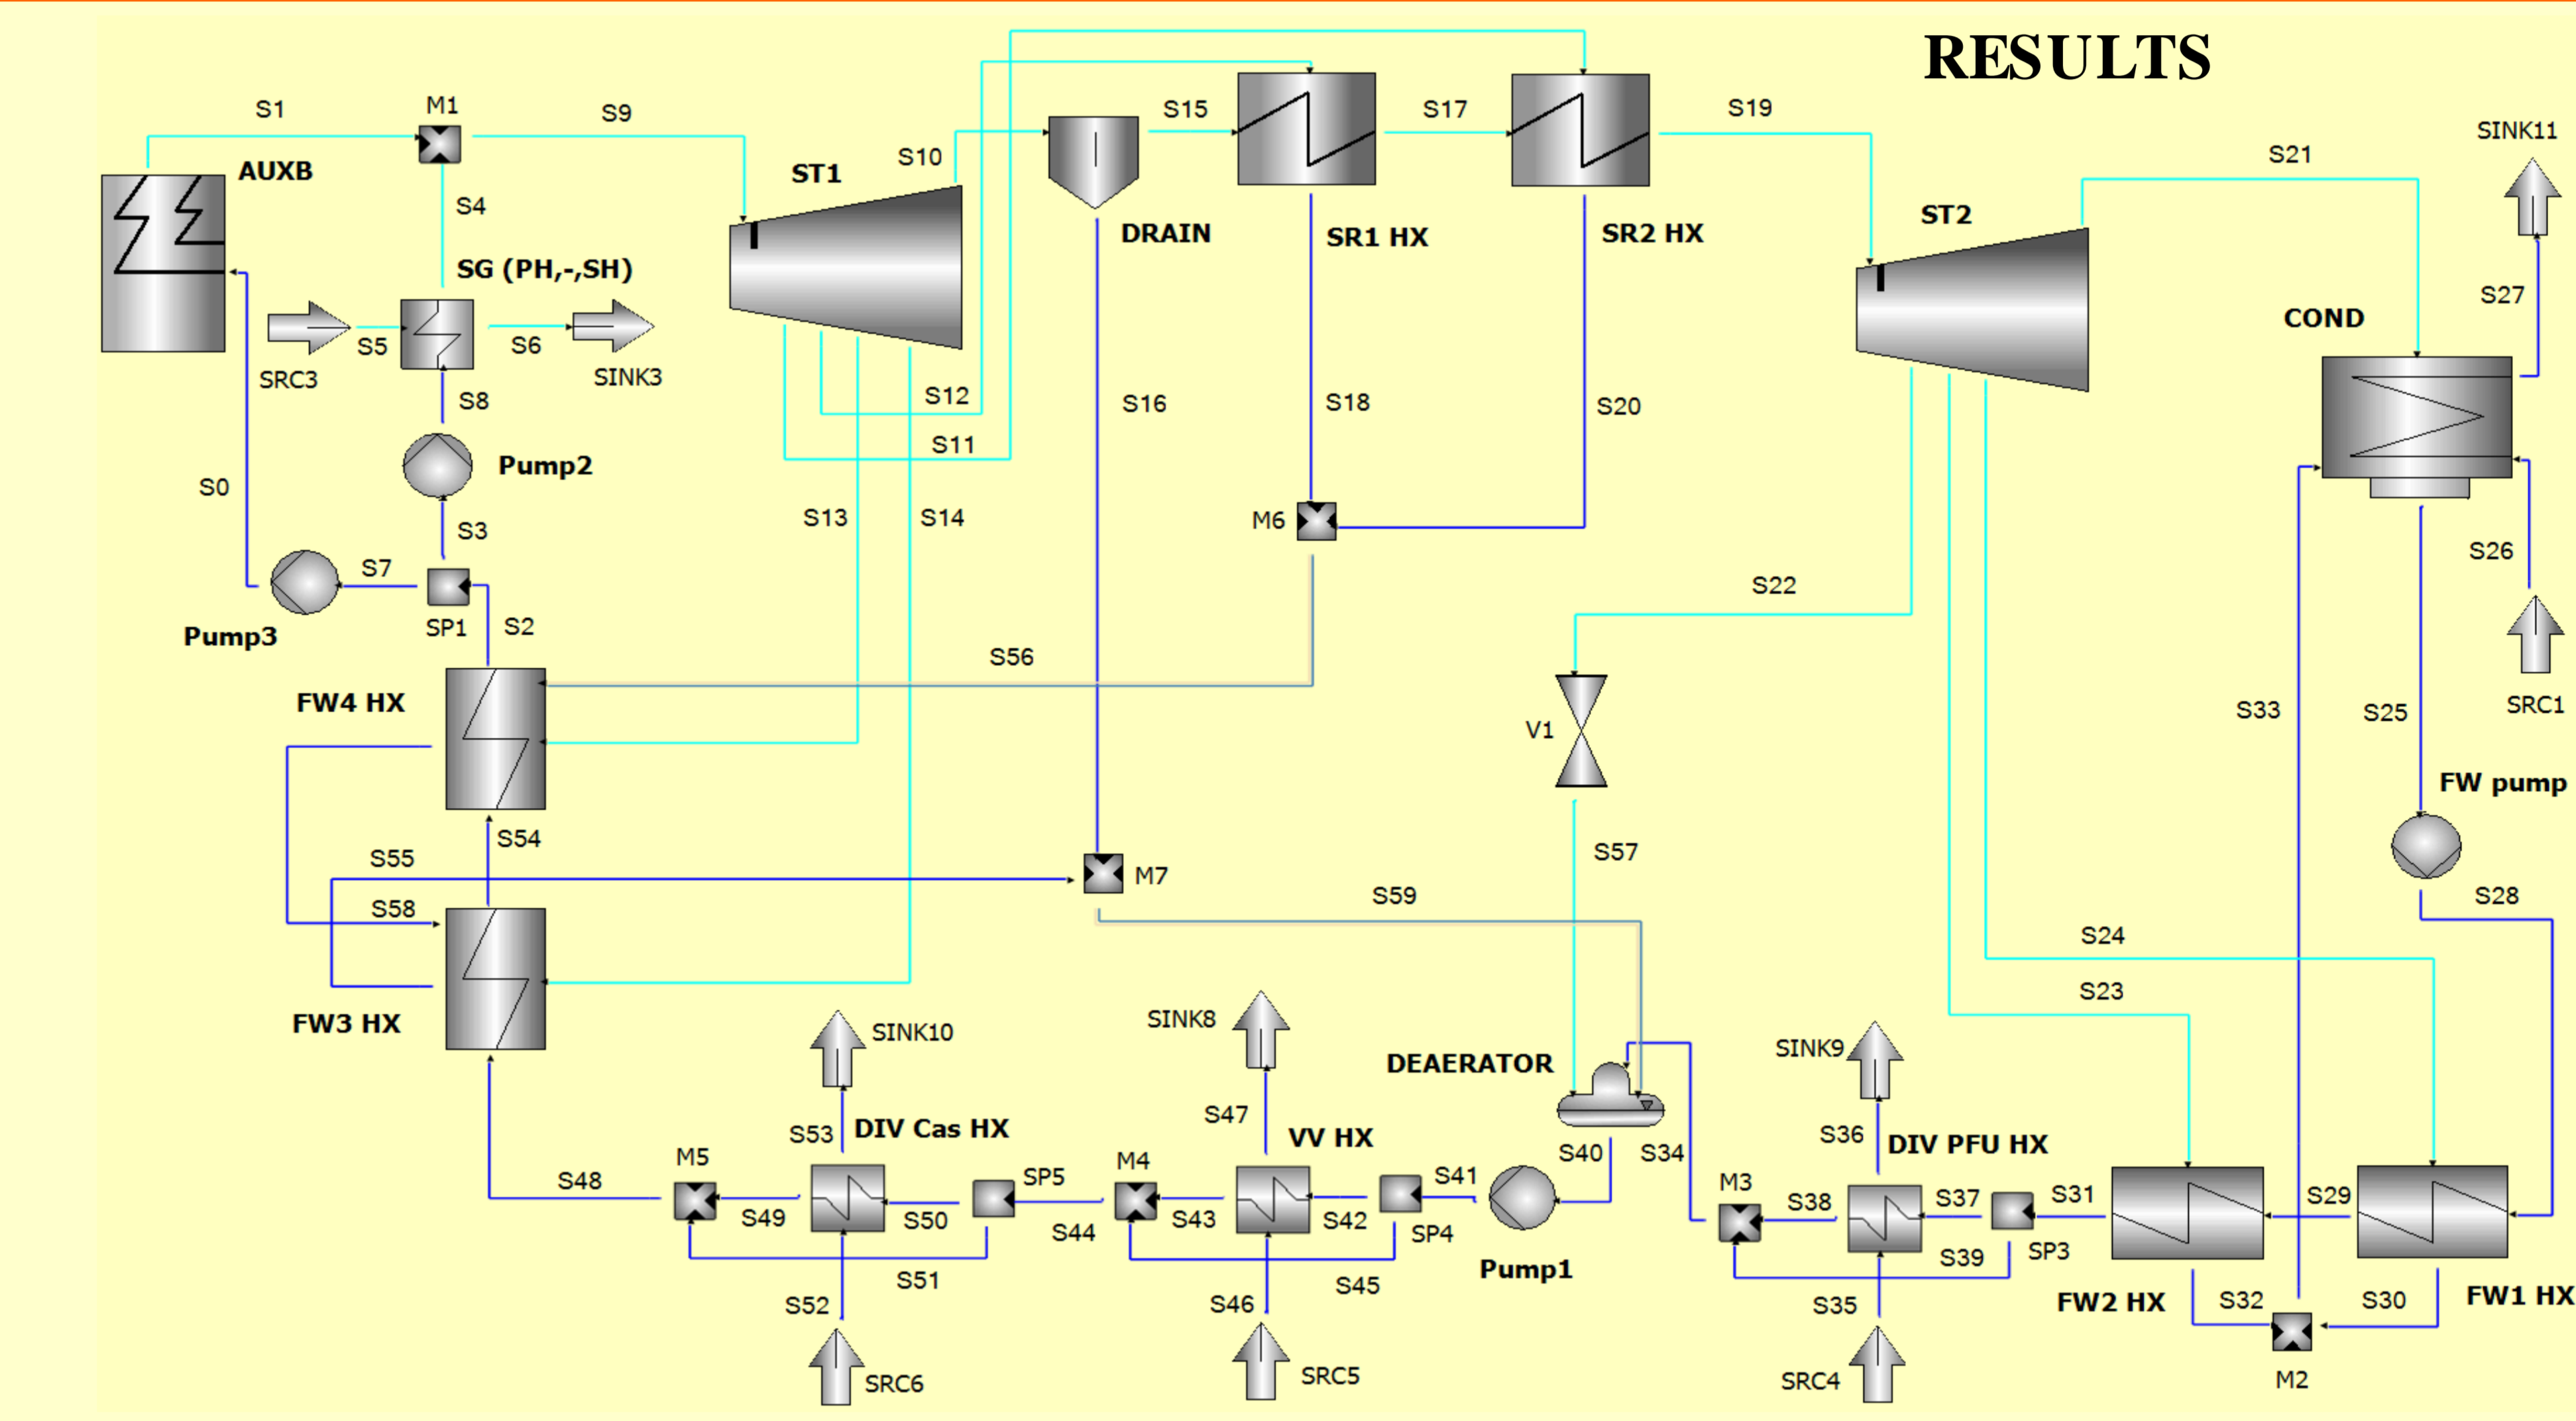 RESULTS
S1
M1
S9
S15
S17
S19
SINK11
S21
S10
AUXB
ST1
S4
ST2
DRAIN
SR1 HX
SR2 HX
SG (PH,-,SH)
S27
COND
S5
S6
SRC3
SINK3
S8
S12
S16
S18
S20
S11
Pump2
S0
S13
S14
M6
S3
S26
S7
S22
Pump3
SP1
S2
S56
FW4 HX
S33
S25
SRC1
V1
FW pump
S54
S57
S55
M7
S59
S28
S58
S24
S23
FW3 HX
SINK10
SINK8
SINK9
DEAERATOR
S47
S53
DIV Cas HX
VV HX
S36
DIV PFU HX
M5
M4
S40
S34
SP5
S41
M3
S48
S31
S37
S38
S29
S49
S50
S43
S42
S44
SP4
S39
SP3
Pump1
S51
S45
S52
S46
S35
FW2 HX
S32
S30
FW1 HX
SRC6
SRC5
SRC4
M2